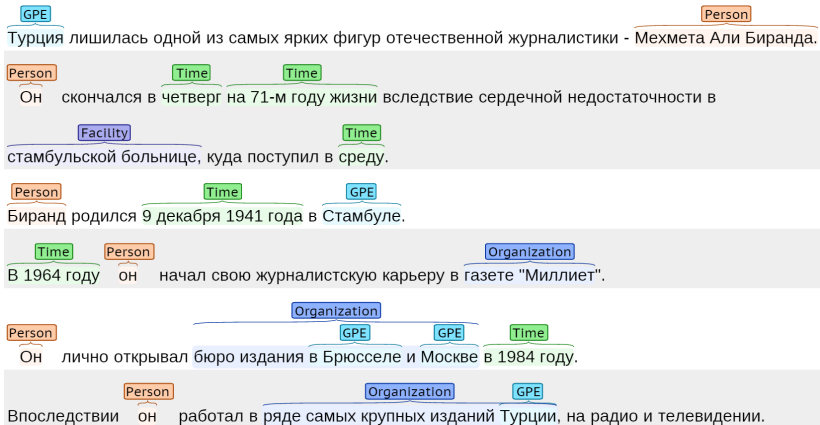 GPE Person
Турция лишилась одной из самых ярких фигур отечественной журналистики - Мехмета Али Биранда.
Person Time Time
Он скончался в четверг на 71-м году жизни вследствие сердечной недостаточности в
Facility Time
стамбульской больнице, куда поступил в среду.
Person Time GPE
Биранд родился 9 декабря 1941 года в Стамбуле.
Time Person Organization
В 1964 году он начал свою журналистскую карьеру в газете "Миллиет".
Organization
Person GPE GPE Time
Он лично открывал бюро издания в Брюсселе и Москве в 1984 году.
Person Organization GPE
Впоследствии он работал в ряде самых крупных изданий Турции, на радио и телевидении.